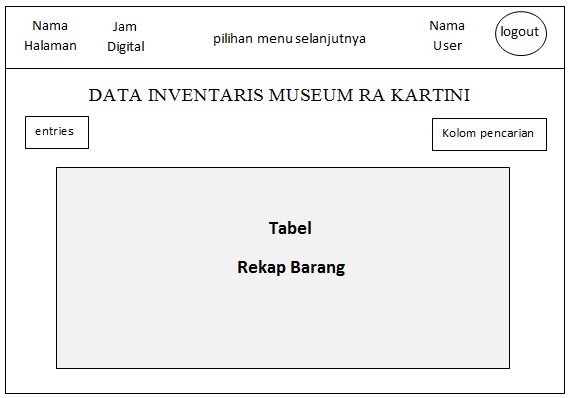 Nama
Halaman
Jam
Digital
pilihan menu selanjutnya
Nama
User
logout
DATA INVENTARIS MUSEUM RA KARTINI
entries
Kolom pencarian
Tabel
Rekap Barang